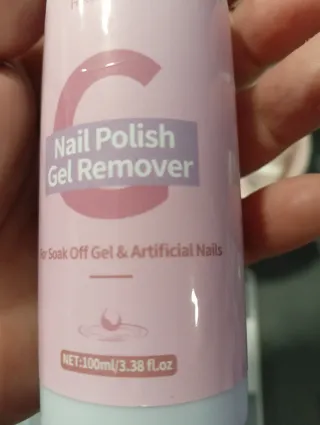 C
Nail Polish
Gel Remover
For Soak Off Gel & Artificial Nails
NET:100ml/3.38 fl.oz